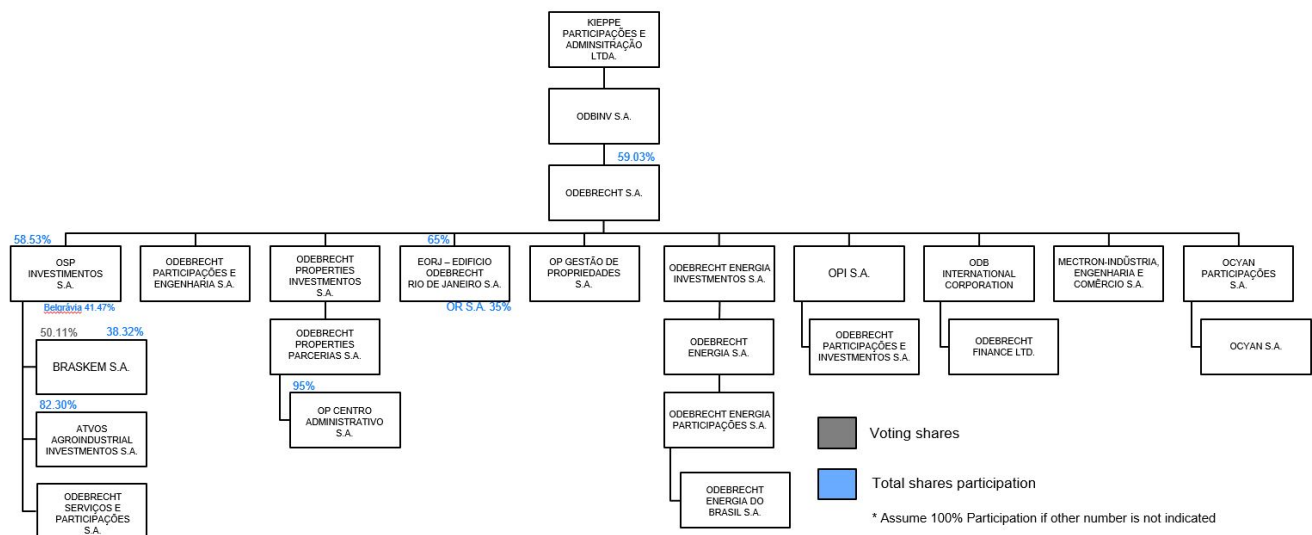 KIEPPE
PARTICIPAÇÕES E
ADMINSITRAÇÃO
LTDA.
ODBINV S.A.
59.03%
ODEBRECHT S.A.
58.53%
OSP
INVESTIMENTOS
S.A.
Belgrávia 41.47%
ODEBRECHT
PARTICIPAÇÕES E
ENGENHARIA S.A.
ODEBRECHT
PROPERTIES
INVESTIMENTOS
S.A.
65%
EORJ – EDIFICIO
ODEBRECHT
RIO DE JANEIRO S.A.
OR S.A. 35%
OP GESTÃO DE
PROPRIEDADES
S.A.
ODEBRECHT ENERGIA
INVESTIMENTOS S.A.
OPI S.A.
ODB
INTERNATIONAL
CORPORATION
MECTRON-INDŨSTRIA,
ENGENHARIA E
COMÉRCIO S.A.
OCYAN
PARTICIPAÇÕES
S.A.
50.11% 38.32%
BRASKEM S.A.
82.30%
ATVOS
AGROINDUSTRIAL
INVESTIMENTOS S.A.
ODEBRECHT
SERVIÇOS E
PARTICIPAÇÕES
S.A.
ODEBRECHT
PROPERTIES
PARCERIAS S.A.
95%
OP CENTRO
ADMINISTRATIVO
S.A.
ODEBRECHT
ENERGIA S.A.
ODEBRECHT ENERGIA
PARTICIPAÇÕES S.A.
ODEBRECHT
ENERGIA DO
BRASIL S.A.
ODEBRECHT
PARTICIPAÇÕES E
INVESTIMENTOS S.A.
ODEBRECHT
FINANCE LTD.
OCYAN S.A.
Voting shares
Total shares participation
* Assume 100% Participation if other number is not indicated